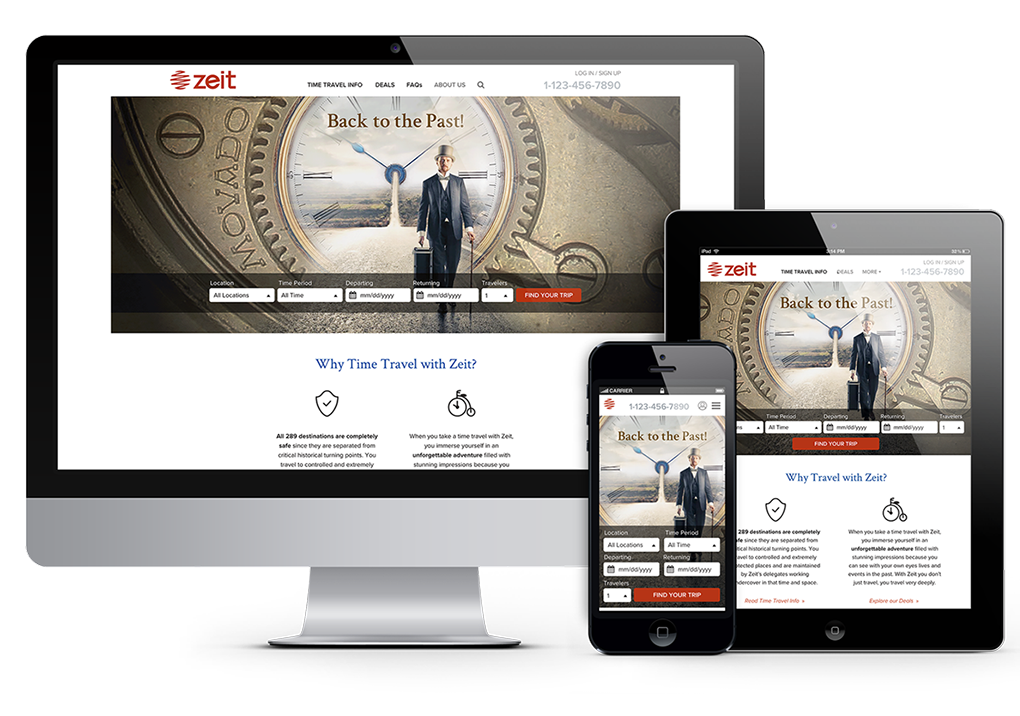 zeit
TIME TRAVEL INFO DEALS FAQs ABOUT US
LOG IN / SIGN UP
1-123-456-7890
MOVADO
Back to the Past!
Location Time Period Departing Returning Travelers
All Locations All Time mm/dd/yyyy mm/dd/yyyy 1 FIND YOUR TRIP
Why Time Travel with Zeit?
All 289 destinations are completely
safe since they are separated from
critical historical turning points. You
travel to controlled and extremely
When you take a time travel with Zeit,
you immerse yourself in an
unforgettable adventure filled with
stunning impressions because you
CARRIER
1-123-456-7890
Back to the Past!
Location Time Period
All Locations All Time
Departing Returning
mm/dd/yyyy mm/dd/yyyy
Travelers
1 FIND YOUR TRIP
iPad
zeit
TIME TRAVEL INFO DEALS MORE
LOG IN / SIGN UP
1-123-456-7890
Back to the Past!
Time Period Departing Returning Travelers
All Time mm/dd/yyyy mm/dd/yyyy 1
FIND YOUR TRIP
Why Travel with Zeit?
289 destinations are completely
since they are separated from
historical turning points. You
to controlled and extremely
places and are maintained
by Zeit's delegates working
in that time and space.
Read Time Travel Info »
When you take a time travel with Zeit,
you immerse yourself in an
unforgettable adventure filled with
stunning impressions because you
can see with your own eyes lives and
events in the past. With Zeit you don't
just travel, you travel very deeply.
Explore our Deals »